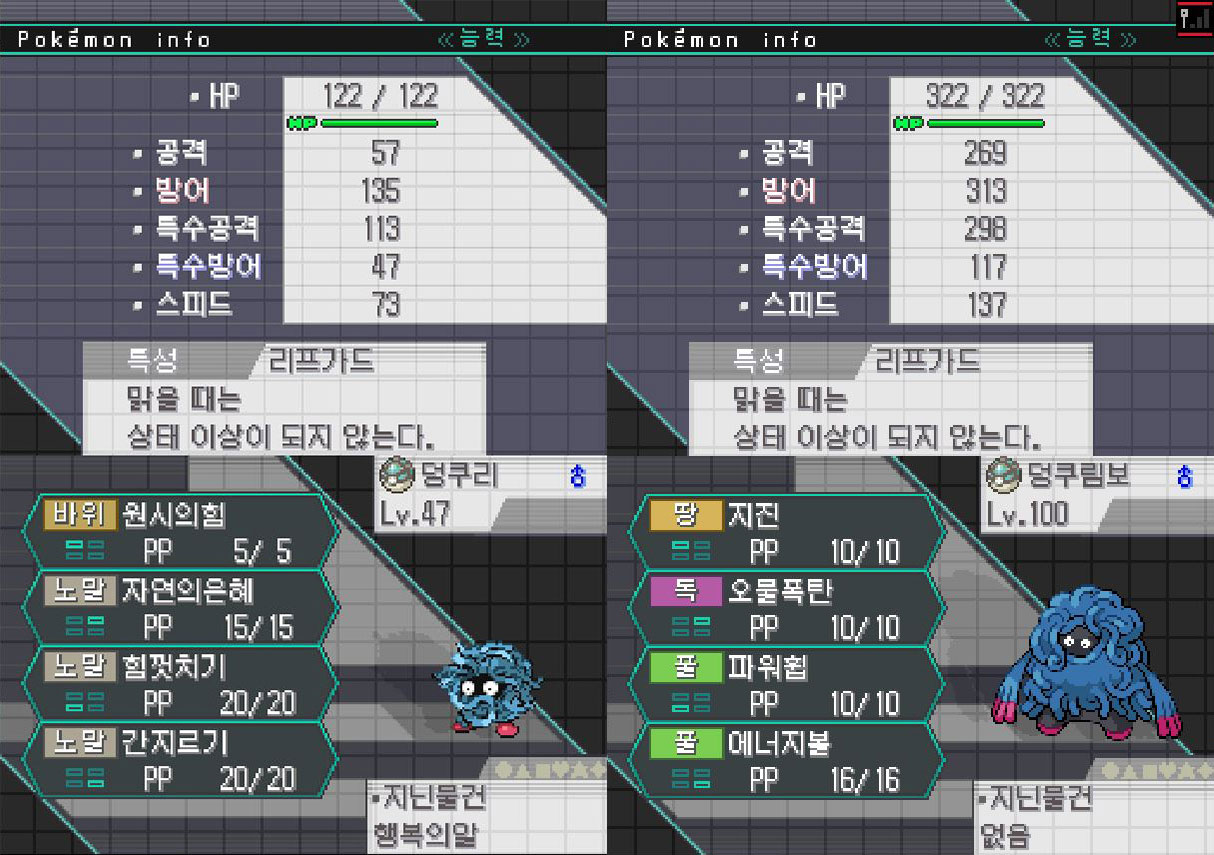 Pokémon info
≪능력≫
HP
122 / 122
HP
공격
57
방어
135
특수공격
113
특수방어
47
스피드
73
특성
리프가드
맑을 때는
상태 이상이 되지 않는다.
덩쿠리 ♂
Lv.47
바위 원시의힘
PP 5/ 5
노말 자연의은혜
PP 15/15
노말 힘껏치기
PP 20/20
노말 간지르기
PP 20/20
지닌물건
행복의알
Pokémon info
≪능력≫
HP
322 / 322
HP
공격
269
방어
313
특수공격
298
특수방어
117
스피드
137
특성
리프가드
맑을 때는
상태 이상이 되지 않는다.
덩쿠림보 ♂
Lv.100
땅 지진
PP 10/10
독 오물폭탄
PP 10/10
풀 파워휩
PP 10/10
풀 에너지볼
PP 16/16
지닌물건
없음